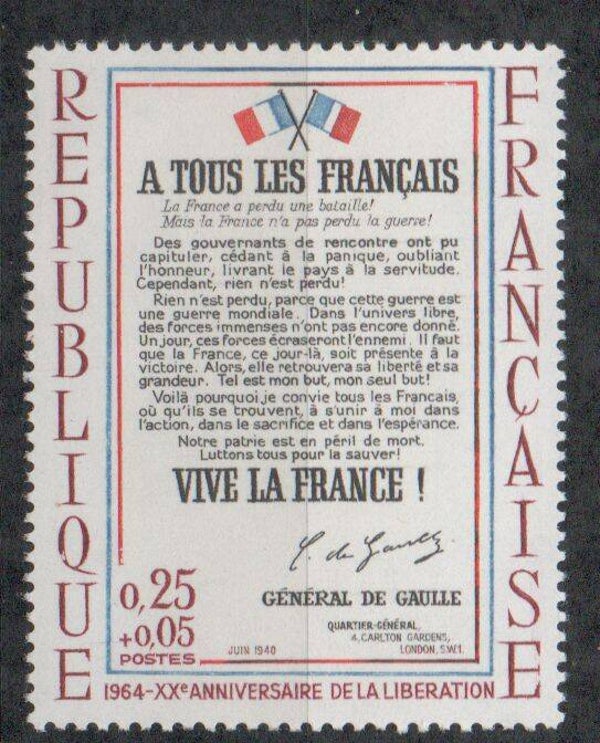 REPUBLIQUE
FRANÇAISE
A TOUS LES FRANÇAIS
La France a perdu une bataille!
Mais la France n'a pas perdu la guerre!
Des gouvernants de rencontre ont pu
capituler, cédant à la panique, oubliant
l'honneur, livrant le pays à la servitude.
Cependant, rien n'est perdu!
Rien n'est perdu, parce que cette guerre est
une guerre mondiale. Dans l'univers libre,
des forces immenses n'ont pas encore donné.
Un jour, ces forces écraseront l'ennemi. Il faut
que la France, ce jour-là, soit présente à la
victoire. Alors, elle retrouvera sa liberté et sa
grandeur. Tel est mon but, mon seul but!
Voilà pourquoi je convie tous les Français,
où qu'ils se trouvent, à s'unir à moi dans
l'action, dans le sacrifice et dans l'espérance.
Notre patrie est en péril de mort.
Luttons tous pour la sauver!
VIVE LA FRANCE !
C. de Gaulle
GÉNÉRAL DE GAULLE
0,25
+0,05
POSTES
JUIN 1940
QUARTIER-GÉNÉRAL,
4, CARLTON GARDENS,
LONDON, S.W.1.
1964-XXe ANNIVERSAIRE DE LA LIBERATION